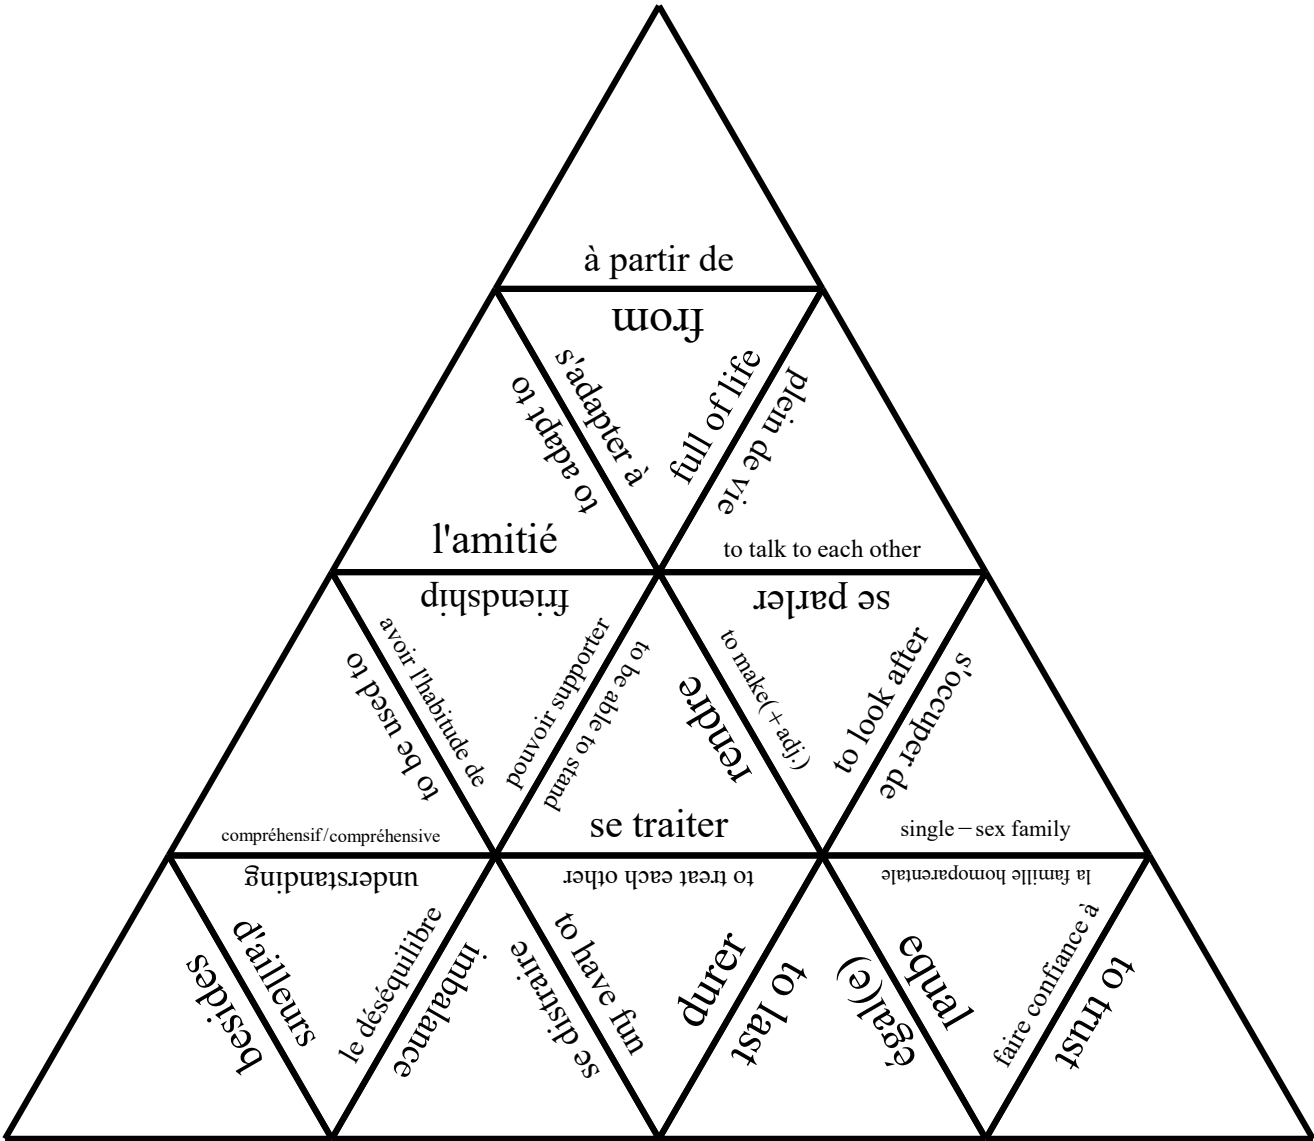 à partir de
from
s'adapter à
full of life
to adapt to
plein de vie
l'amitié
to talk to each other
friendship
se parler
avoir l'habitude de
pouvoir supporter
to be able to stand
rendre
to make(+adj.)
to look after
to be used to
s'occuper de
compréhensif/compréhensive
se traiter
single-sex family
understanding
to treat each other
la famille homoparentale
besides
d'ailleurs
le déséquilibre
imbalance
se distraire
to have fun
durer
to last
égal(e)
equal
faire confiance à
to trust